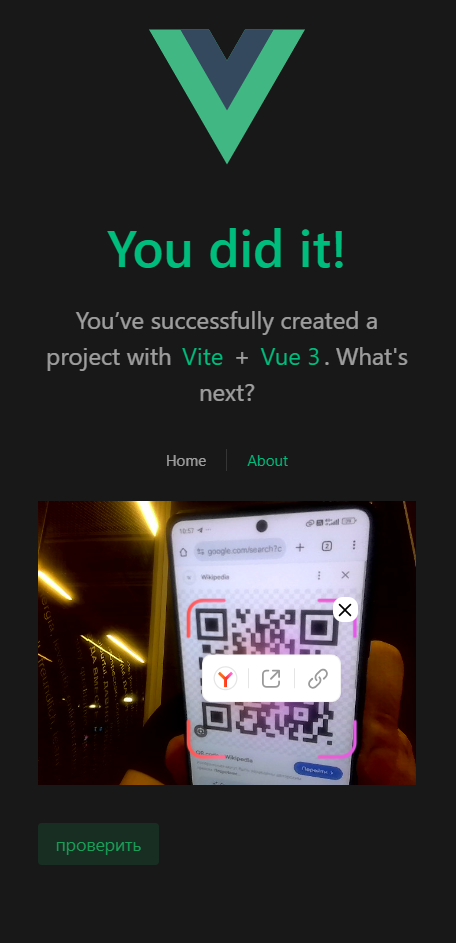 You did it!
You’ve successfully created a
project with Vite + Vue 3. What's
next?
Home
About
10:57
google.com/search?c
2
Wikipedia
Wikipedia
Перейти
проверить